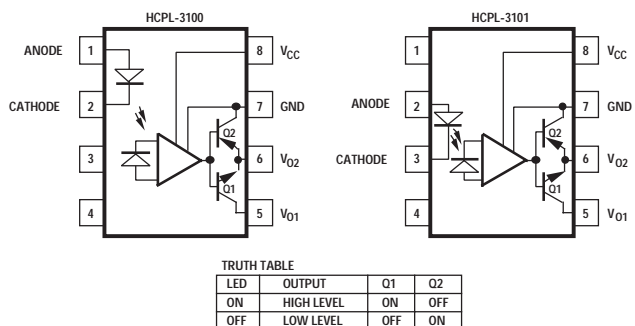 HCPL-3100
ANODE 1
8 VCC
CATHODE 2
7 GND
Q2
3
6 VO2
Q1
4
5 VO1
HCPL-3101
1
8 VCC
ANODE 2
7 GND
Q2
CATHODE 3
6 VO2
Q1
4
5 VO1
TRUTH TABLE
LED OUTPUT Q1 Q2
ON HIGH LEVEL ON OFF
OFF LOW LEVEL OFF ON